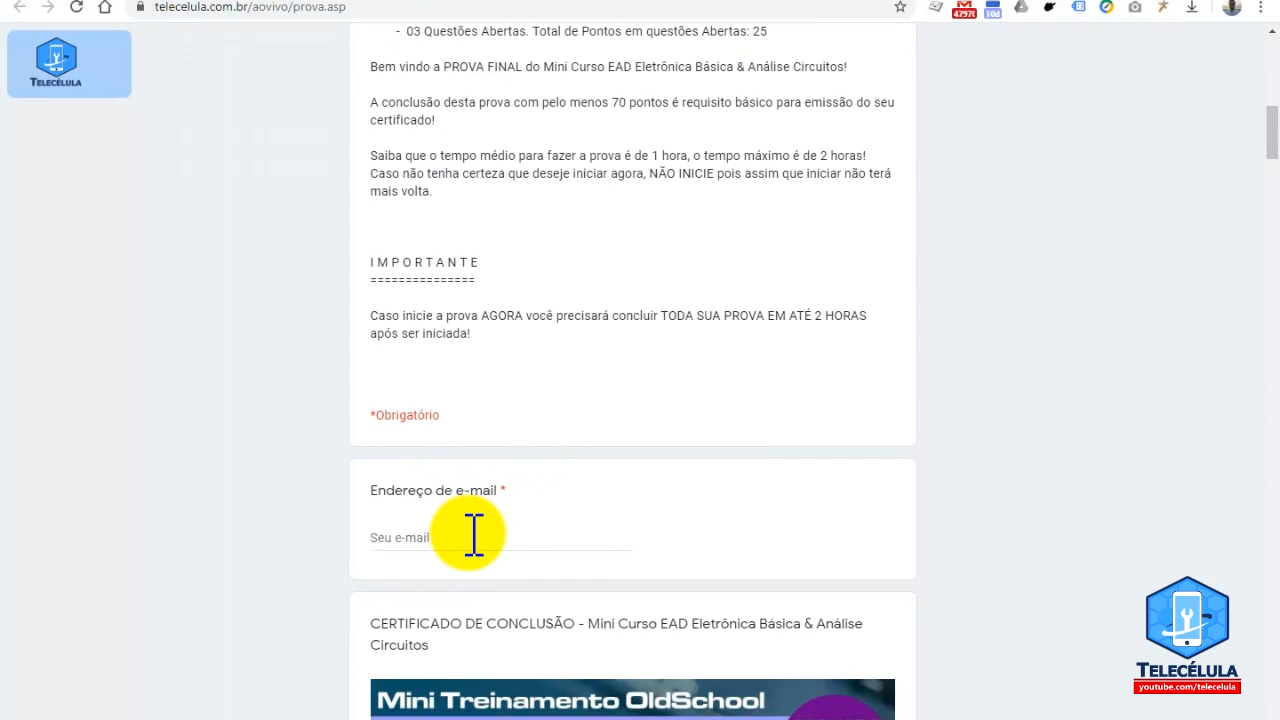 telecelula.com.br/aovivo/prova.asp
4797(
10d
TELECÉLULA
- 03 Questões Abertas. Total de Pontos em questões Abertas: 25
Bem vindo a PROVA FINAL do Mini Curso EAD Eletrônica Básica & Análise Circuitos!
A conclusão desta prova com pelo menos 70 pontos é requisito básico para emissão do seu
certificado!
Saiba que o tempo médio para fazer a prova é de 1 hora, o tempo máximo é de 2 horas!
Caso não tenha certeza que deseje iniciar agora, NÃO INICIE pois assim que iniciar não terá
mais volta.
I M P O R T A N T E
===============
Caso inicie a prova AGORA você precisará concluir TODA SUA PROVA EM ATÉ 2 HORAS
após ser iniciada!
*Obrigatório
Endereço de e-mail *
Seu e-mail
CERTIFICADO DE CONCLUSÃO - Mini Curso EAD Eletrônica Básica & Análise
Circuitos
Mini Treinamento OldSchool
TELECÉLULA
youtube.com/telecelula